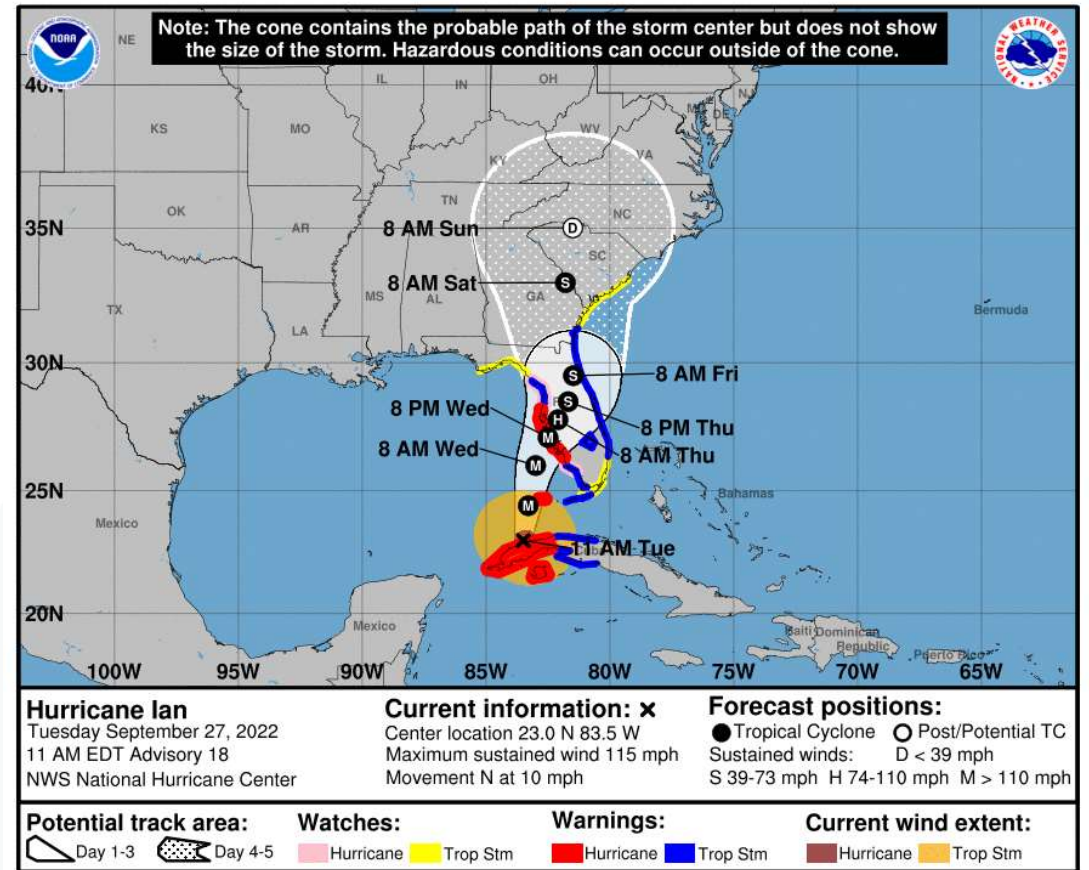 Note: The cone contains the probable path of the storm center but does not show
the size of the storm. Hazardous conditions can occur outside of the cone.
NOAA
NATIONAL WEATHER SERVICE
NE
IL
IN
OH
NJ
DE
40N
KS
MO
WV
KY
VA
TN
NC
OK
AR
35N
8 AM Sun
D
SC
8 AM Sat
S
MS
AL
GA
TX
LA
Bermuda
30N
S
8 AM Fri
8 PM Wed
S
8 PM Thu
H
M
8 AM Thu
8 AM Wed
M
25N
M
Bahamas
Mexico
11 AM Tue
20N
Mexico
Haiti
Dominican
Republic
Puerto Rico
100W 95W 90W 85W 80W 75W 70W 65W
Hurricane Ian
Tuesday September 27, 2022
11 AM EDT Advisory 18
NWS National Hurricane Center
Current information: x
Center location 23.0 N 83.5 W
Maximum sustained wind 115 mph
Movement N at 10 mph
Forecast positions:
Tropical Cyclone Post/Potential TC
Sustained winds: D < 39 mph
S 39-73 mph H 74-110 mph M > 110 mph
Potential track area:
Day 1-3 Day 4-5
Watches:
Hurricane Trop Stm
Warnings:
Hurricane Trop Stm
Current wind extent:
Hurricane Trop Stm